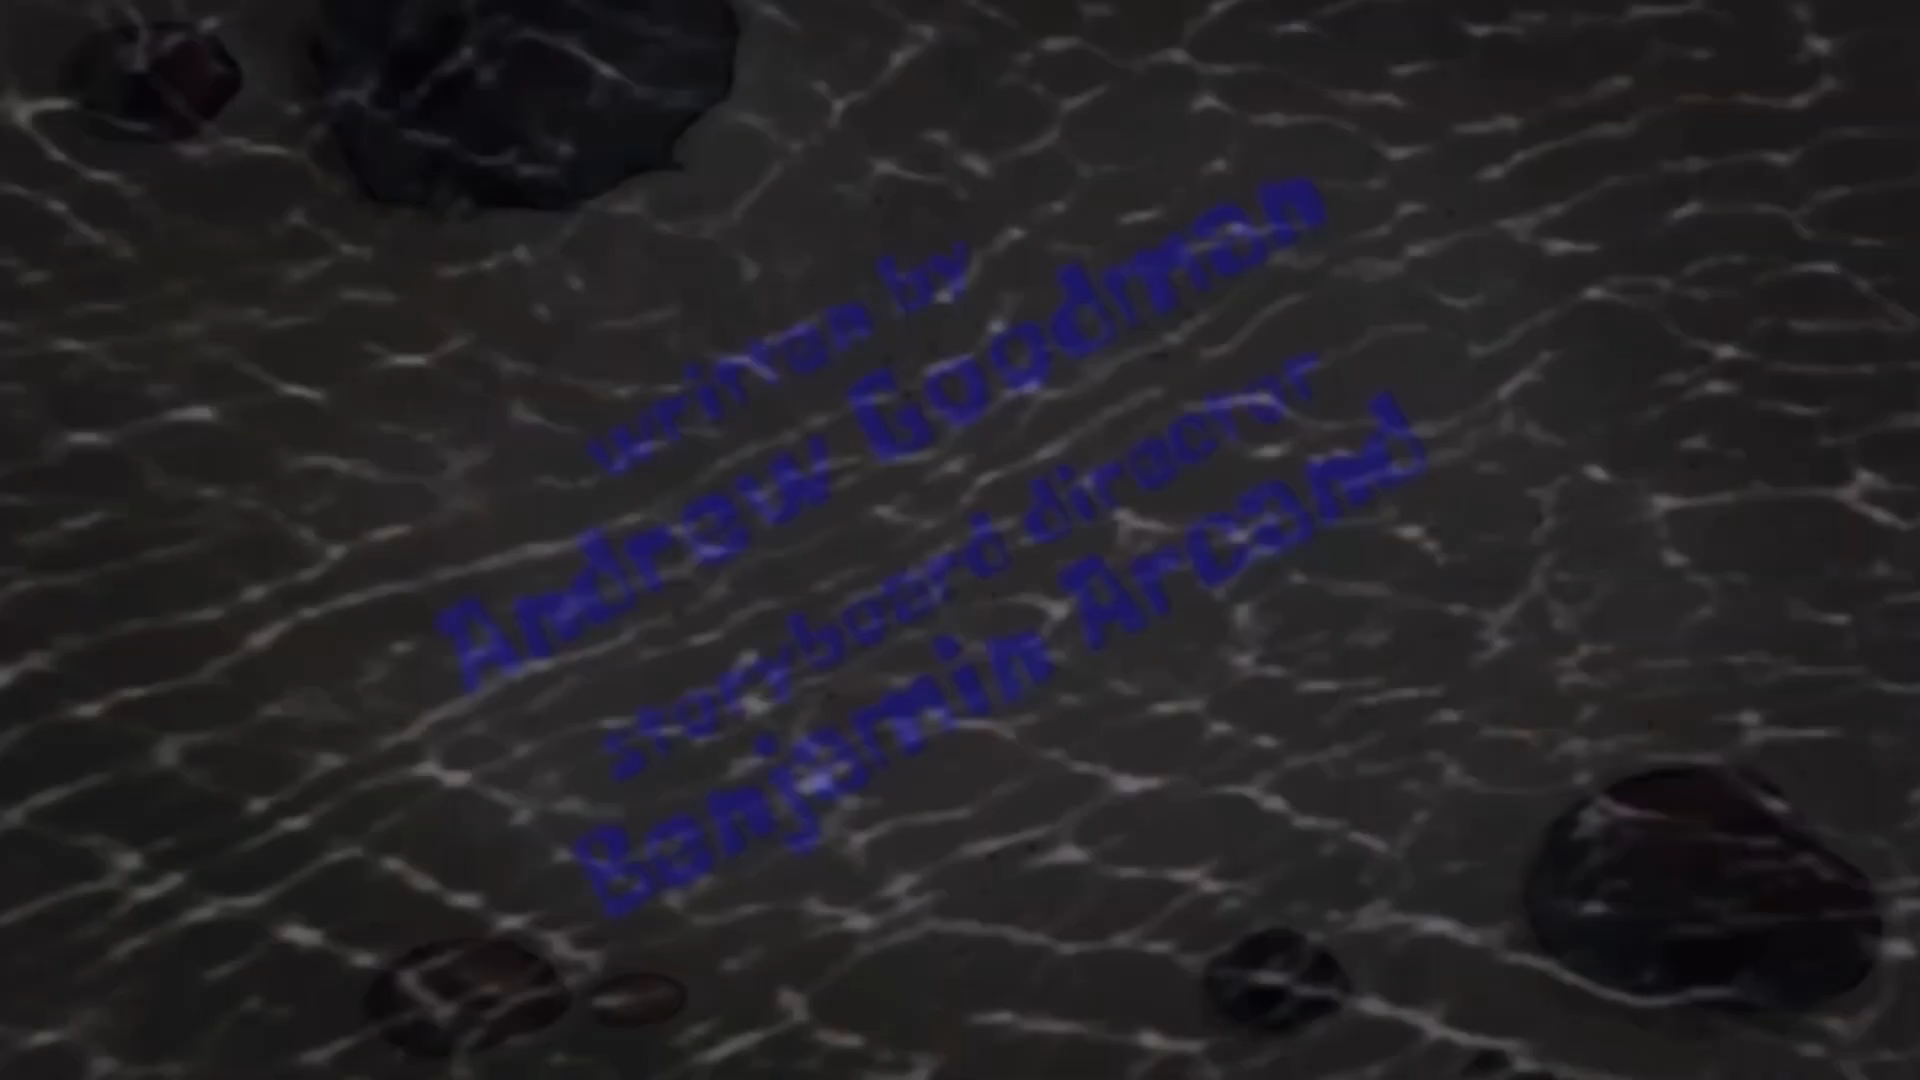 written by
Andrew Goodman
storyboard director
Benjamin Arcand